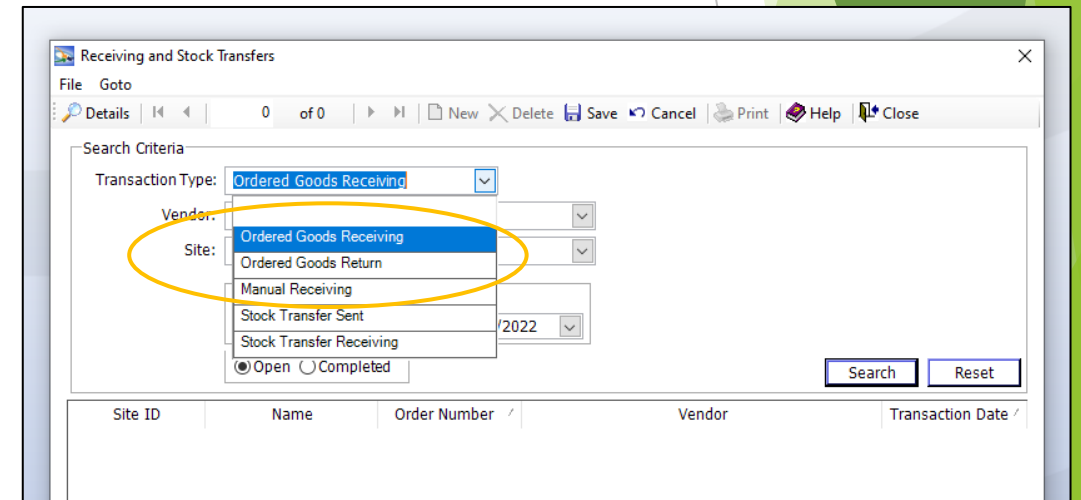 Receiving and Stock Transfers
File Goto
Details 0 of 0 New Delete Save Cancel Print Help Close
Search Criteria
Transaction Type: Ordered Goods Receiving
Vendor:
Ordered Goods Receiving
Site:
Ordered Goods Return
Manual Receiving
Stock Transfer Sent
/2022
Stock Transfer Receiving
Open Completed
Search Reset
Site ID Name Order Number Vendor Transaction Date